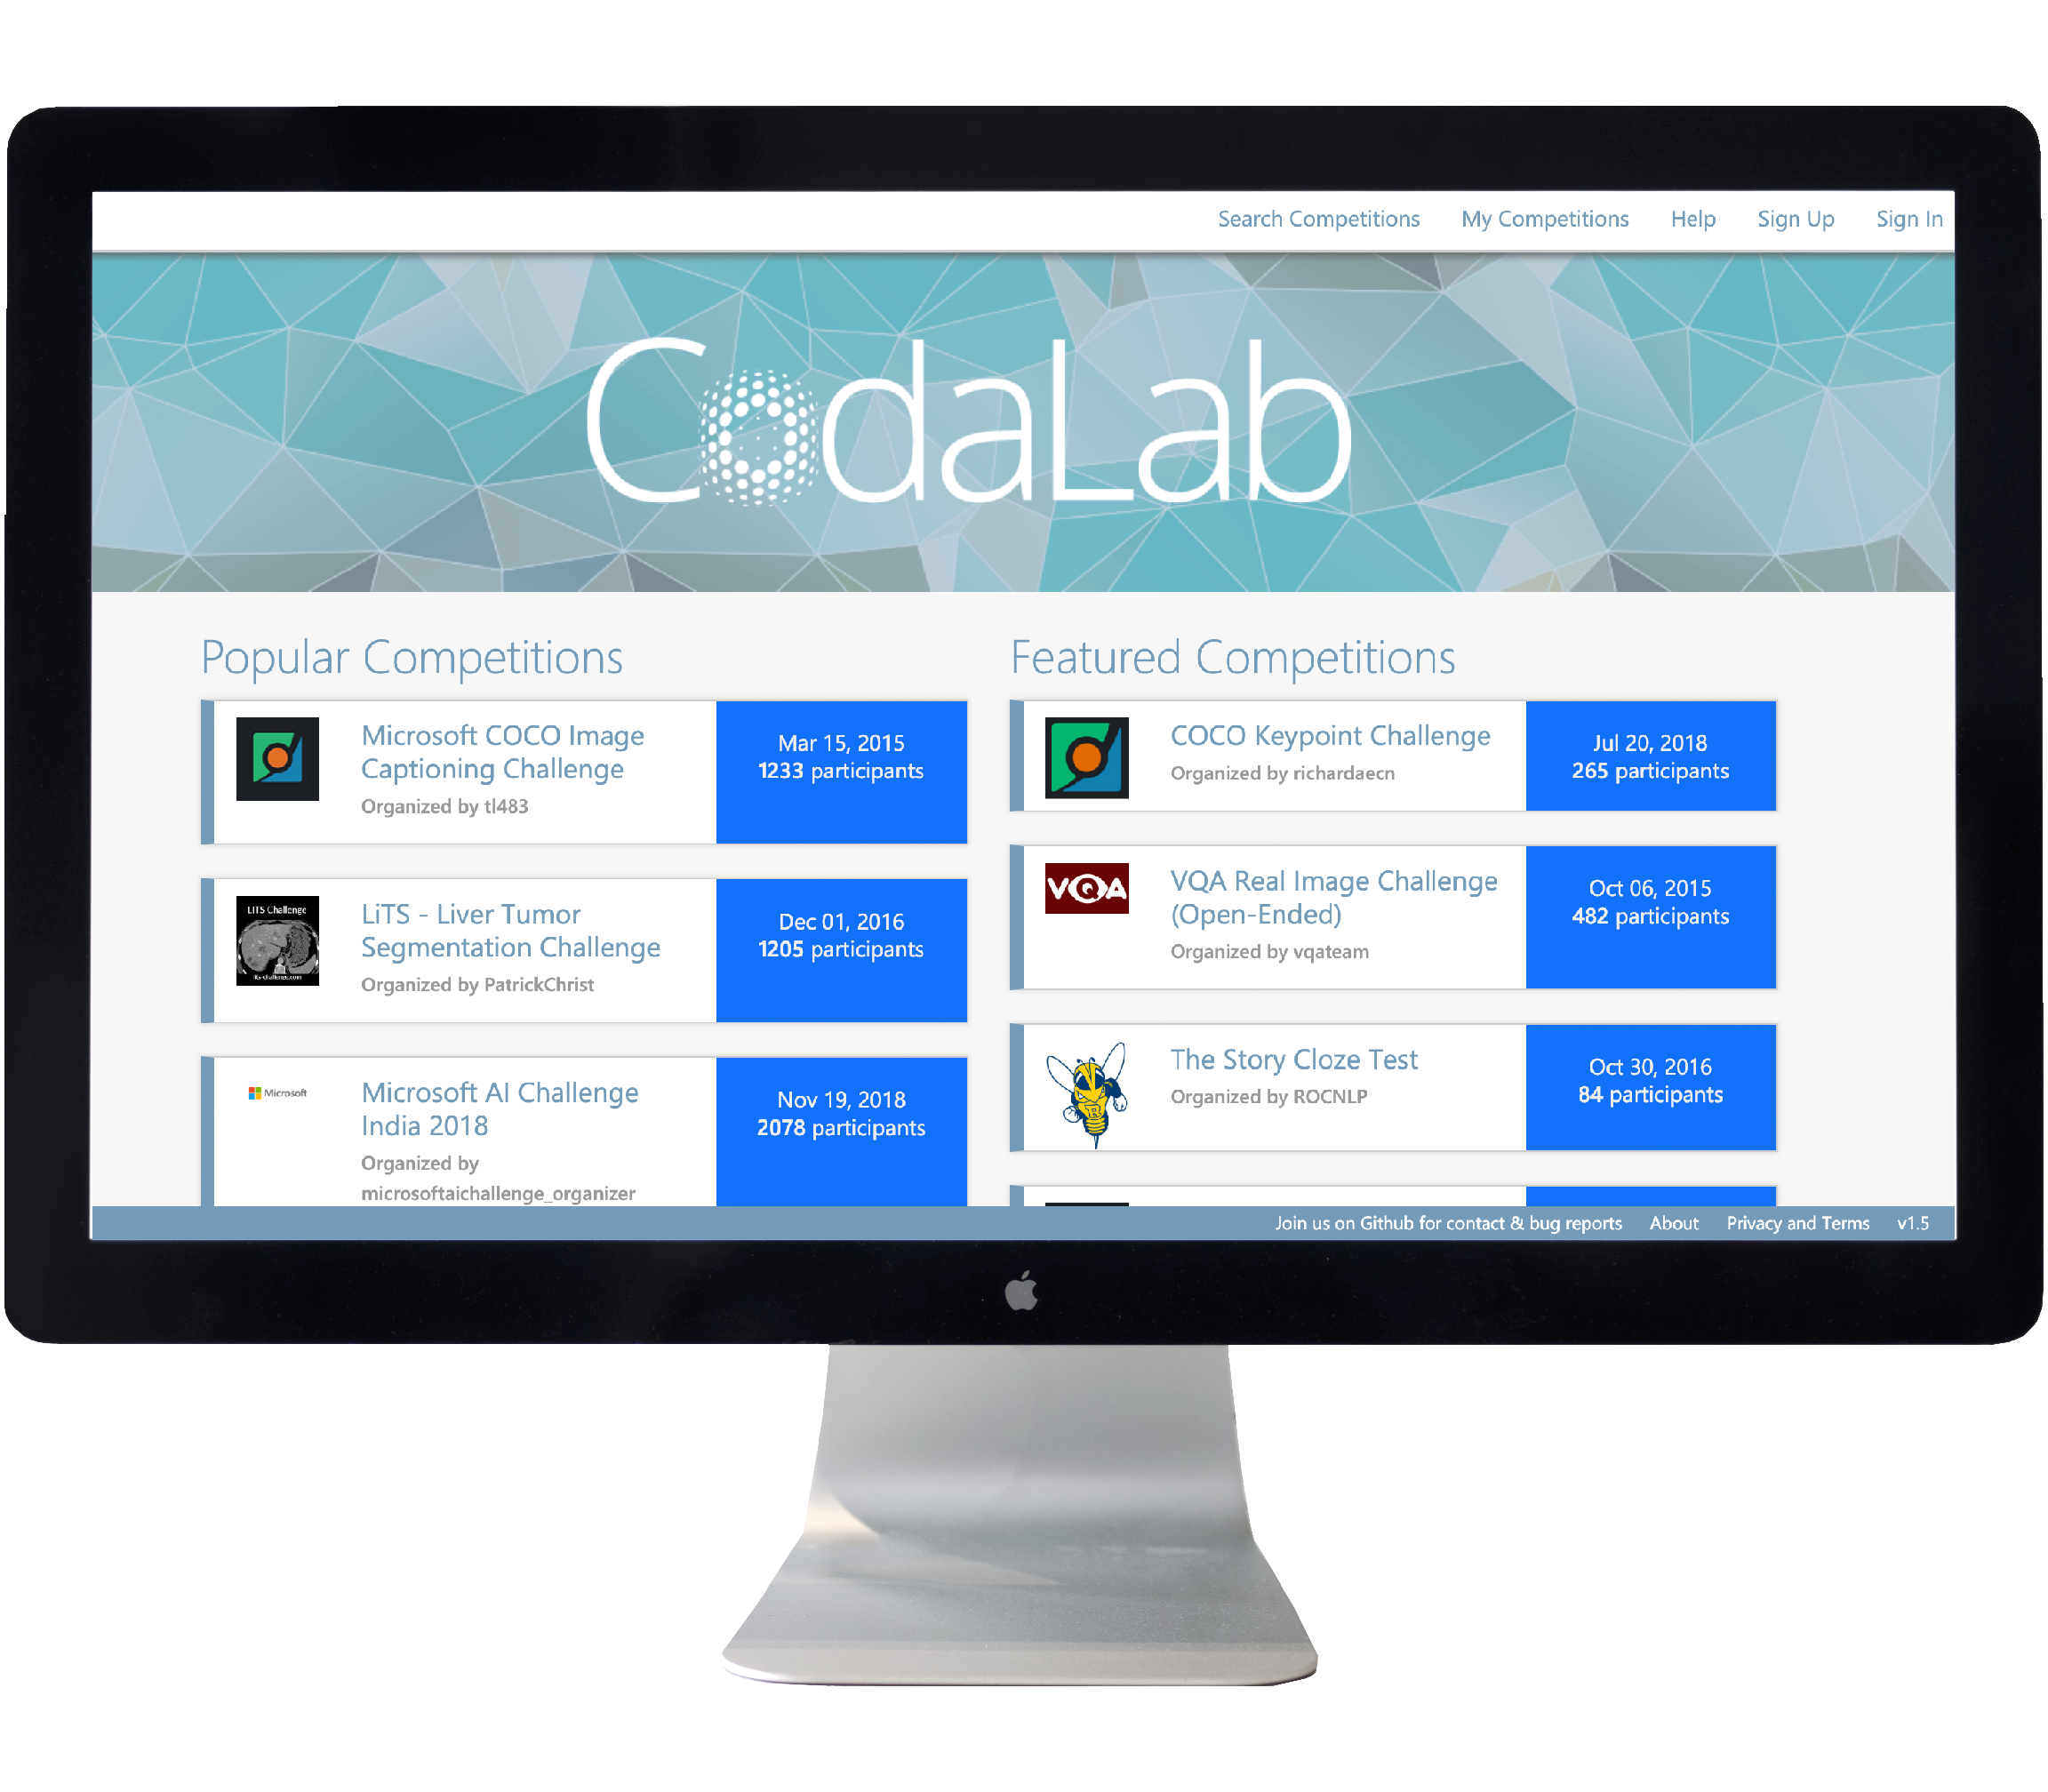 Search Competitions My Competitions Help Sign Up Sign In
CodaLab
Popular Competitions
Microsoft COCO Image
Captioning Challenge
Organized by tl483
Mar 15, 2015
1233 participants
LiTS Challenge
lits-challenge.com
LiTS - Liver Tumor
Segmentation Challenge
Organized by PatrickChrist
Dec 01, 2016
1205 participants
Microsoft
Microsoft AI Challenge
India 2018
Organized by
microsoftaichallenge_organizer
Nov 19, 2018
2078 participants
Featured Competitions
COCO Keypoint Challenge
Organized by richardaecn
Jul 20, 2018
265 participants
VQA
VQA Real Image Challenge
(Open-Ended)
Organized by vqateam
Oct 06, 2015
482 participants
The Story Cloze Test
Organized by ROCNLP
Oct 30, 2016
84 participants
Join us on Github for contact & bug reports About Privacy and Terms v1.5